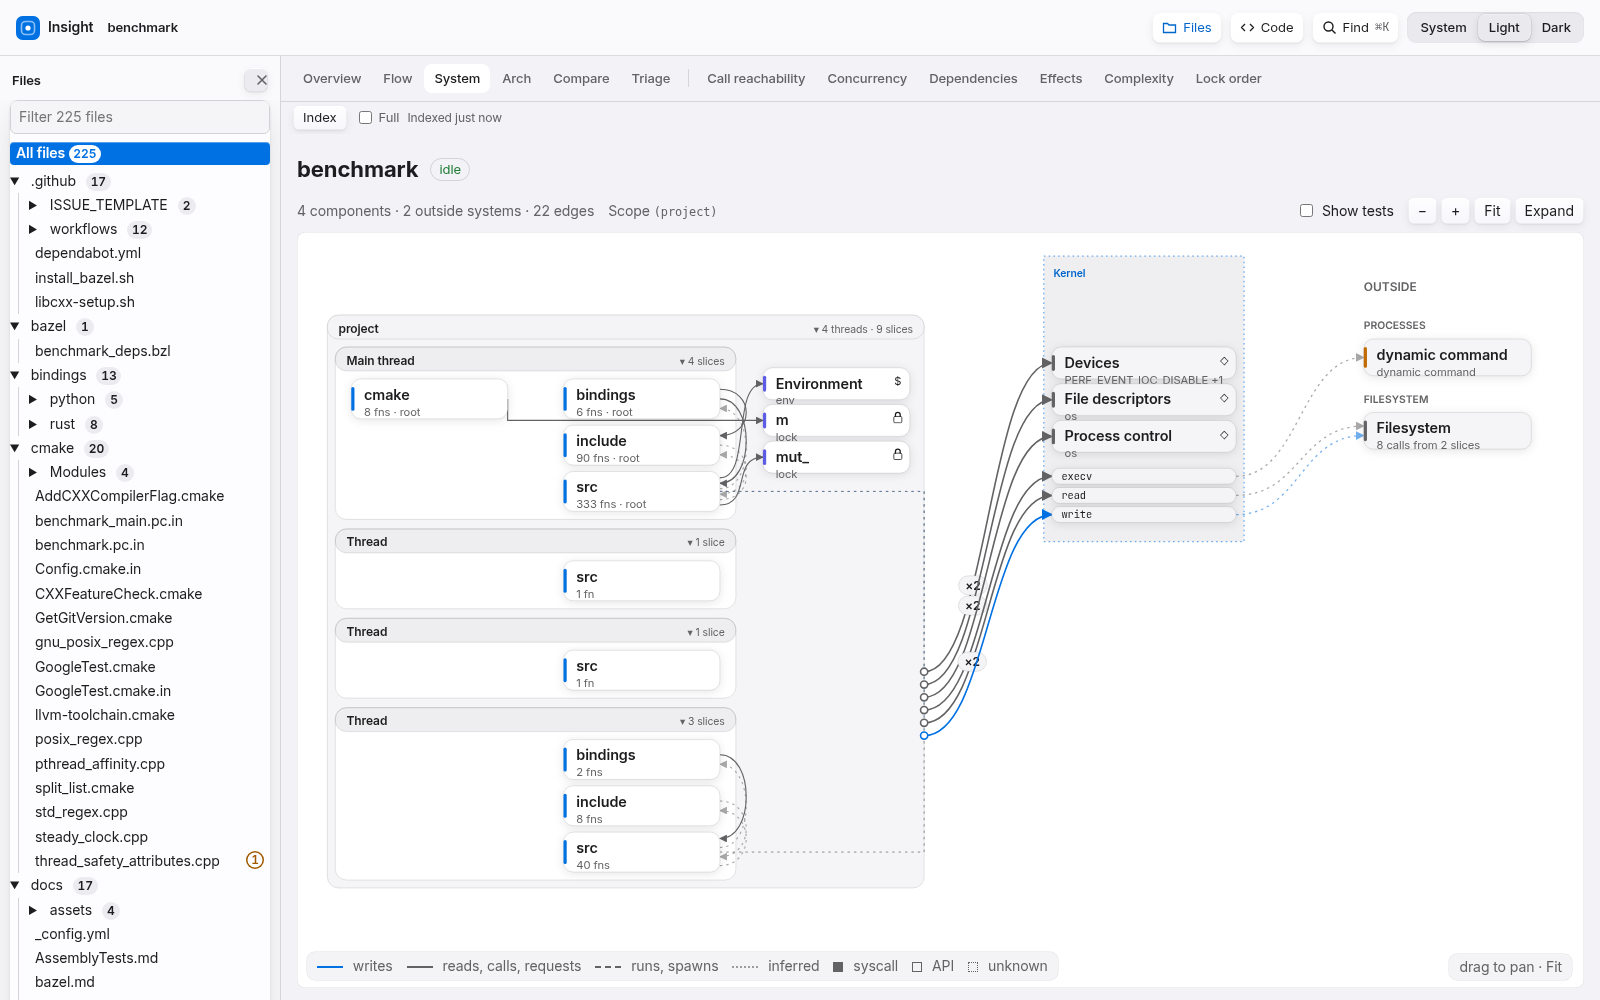 Insight benchmark
Files Code Find ⌘K System Light Dark
Files
Filter 225 files
All files 225
.github 17
ISSUE_TEMPLATE 2
workflows 12
dependabot.yml
install_bazel.sh
libcxx-setup.sh
bazel 1
benchmark_deps.bzl
bindings 13
python 5
rust 8
cmake 20
Modules 4
AddCXXCompilerFlag.cmake
benchmark_main.pc.in
benchmark.pc.in
Config.cmake.in
CXXFeatureCheck.cmake
GetGitVersion.cmake
gnu_posix_regex.cpp
GoogleTest.cmake
GoogleTest.cmake.in
llvm-toolchain.cmake
posix_regex.cpp
pthread_affinity.cpp
split_list.cmake
std_regex.cpp
steady_clock.cpp
thread_safety_attributes.cpp 1
docs 17
assets 4
_config.yml
AssemblyTests.md
bazel.md
Overview Flow System Arch Compare Triage Call reachability Concurrency Dependencies Effects Complexity Lock order
Index Full Indexed just now
benchmark Idle
4 components · 2 outside systems · 22 edges Scope (project)
Show tests − + Fit Expand
project ▾ 4 threads · 9 slices
Main thread ▾ 4 slices
cmake
8 fns · root
bindings
6 fns · root
include
90 fns · root
src
333 fns · root
Environment $
env
m
lock
mut_
lock
Thread ▾ 1 slice
src
1 fn
Thread ▾ 1 slice
src
1 fn
Thread ▾ 3 slices
bindings
2 fns
include
8 fns
src
40 fns
×2
×2
×2
Kernel
Devices ◇
PERF_EVENT_IOC_DISABLE +1
File descriptors ◇
os
Process control ◇
os
execv
read
write
OUTSIDE
PROCESSES
dynamic command
dynamic command
FILESYSTEM
Filesystem
8 calls from 2 slices
writes reads, calls, requests runs, spawns inferred syscall API unknown
drag to pan · Fit